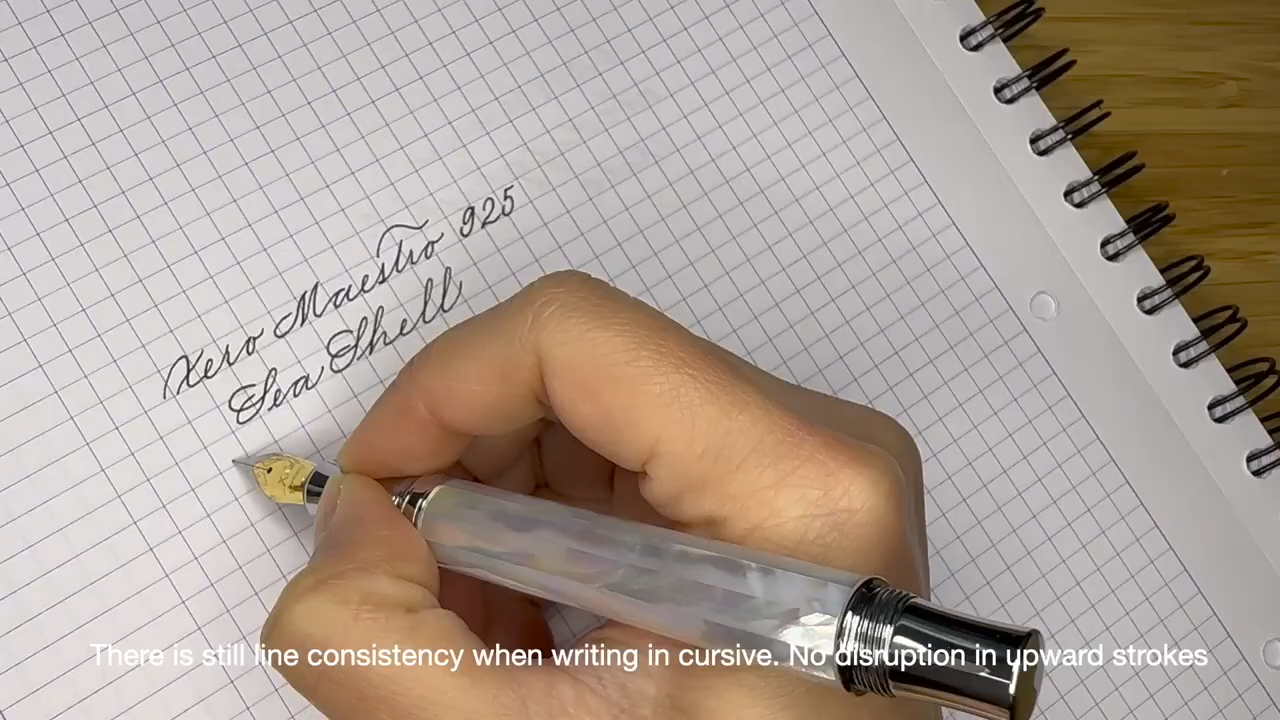 Xero Maestro 925
Sea Shell
There is still line consistency when writing in cursive. No disruption in upward strokes